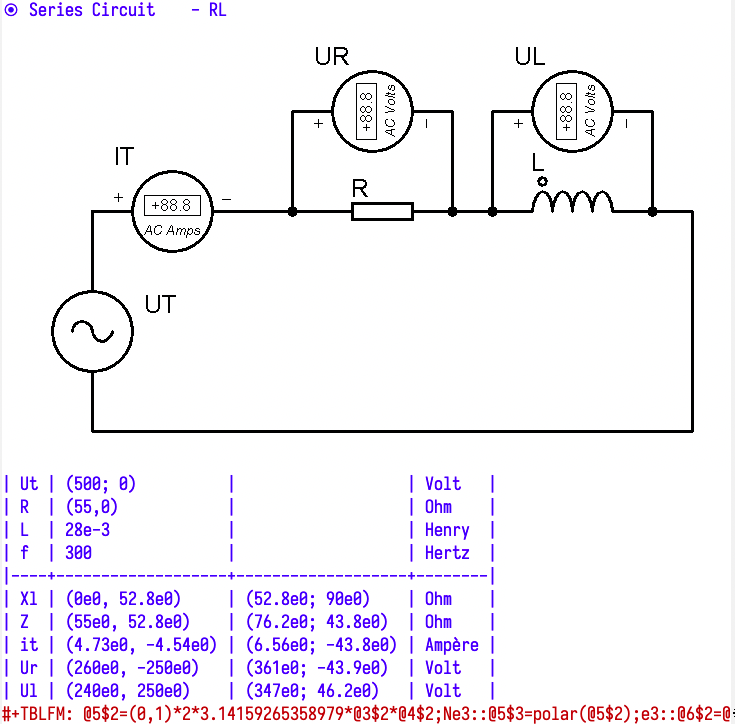 Series Circuit - RL
UR UL
+88.8 AC Volts
+ -
+88.8 AC Volts
+ -
IT
+88.8
AC Amps
+ -
R
L
UT
| Ut | (500; 0) | | Volt |
| R | (55,0) | | Ohm |
| L | 28e-3 | | Henry |
| f | 300 | | Hertz |
|----+-------------------+-------------------+--------|
| Xl | (0e0, 52.8e0) | (52.8e0; 90e0) | Ohm |
| Z | (55e0, 52.8e0) | (76.2e0; 43.8e0) | Ohm |
| it | (4.73e0, -4.54e0) | (6.56e0; -43.8e0) | Ampère |
| Ur | (260e0, -250e0) | (361e0; -43.9e0) | Volt |
| Ul | (240e0, 250e0) | (347e0; 46.2e0) | Volt |
#+TBLFM: @5$2=(0,1)*2*3.14159265358979*@3$2*@4$2;Ne3::@5$3=polar(@5$2);e3::@6$2=@